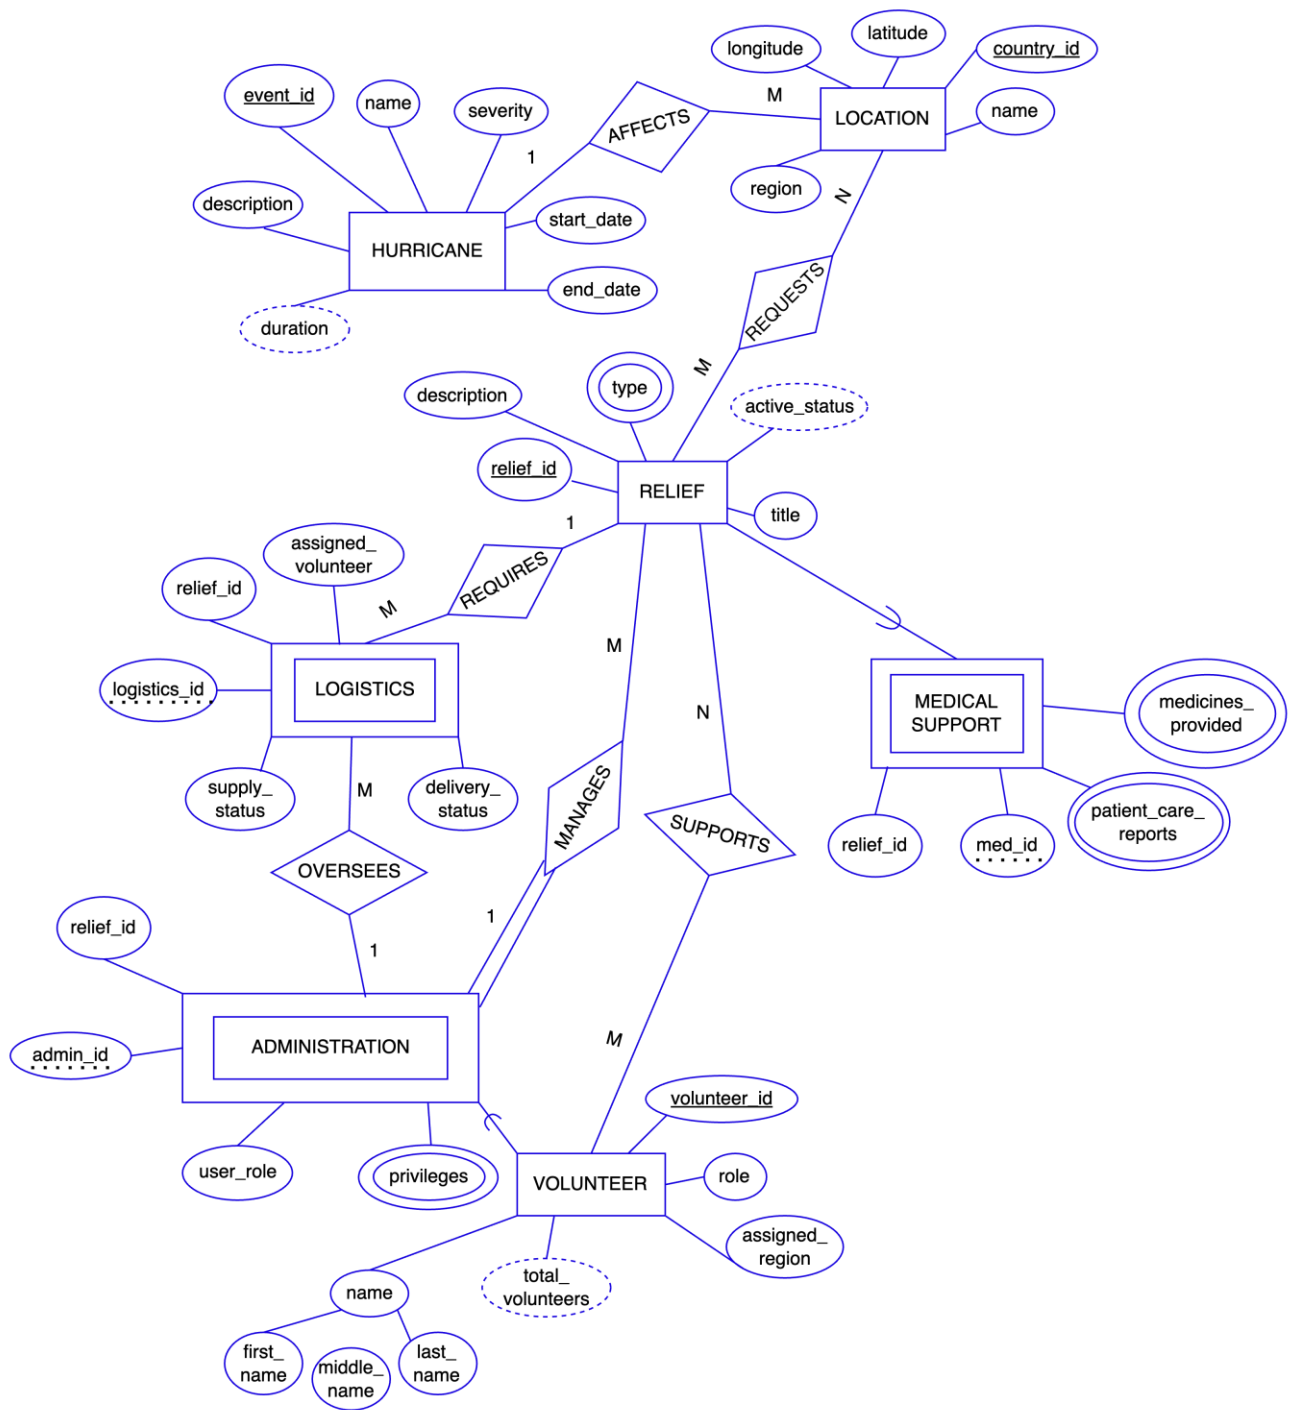 latitude
longitude
country_id
event_id
name
severity
M
AFFECTS
LOCATION
name
1
region
description
start_date
N
HURRICANE
end_date
REQUESTS
duration
M
type
description
active_status
relief_id
RELIEF
title
1
assigned_
volunteer
REQUIRES
relief_id
M
M
logistics_id
LOGISTICS
MEDICAL
SUPPORT
medicines_
provided
N
supply_
status
M
delivery_
status
MANAGES
SUPPORTS
patient_care_
reports
relief_id
med_id
OVERSEES
relief_id
1
1
M
admin_id
ADMINISTRATION
volunteer_id
user_role
privileges
VOLUNTEER
role
assigned_
region
name
total_
volunteers
first_
name
middle_
name
last_
name